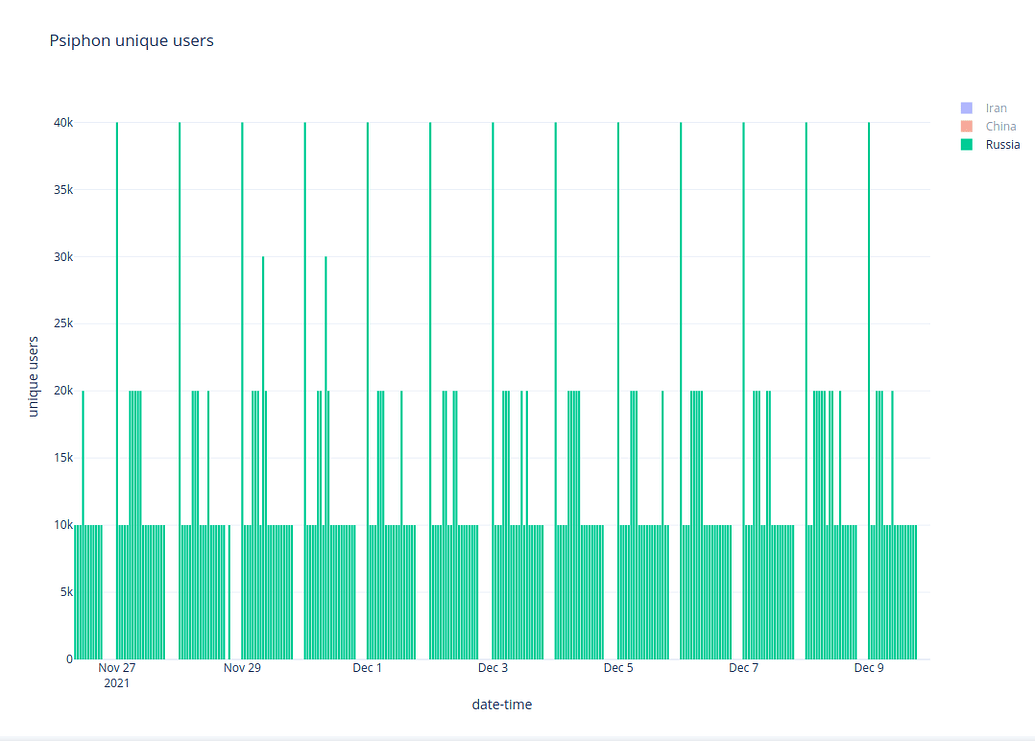 Psiphon unique users
Iran
China
Russia
40k
35k
30k
25k
20k
15k
10k
5k
0
unique users
Nov 27
2021
Nov 29
Dec 1
Dec 3
Dec 5
Dec 7
Dec 9
date-time